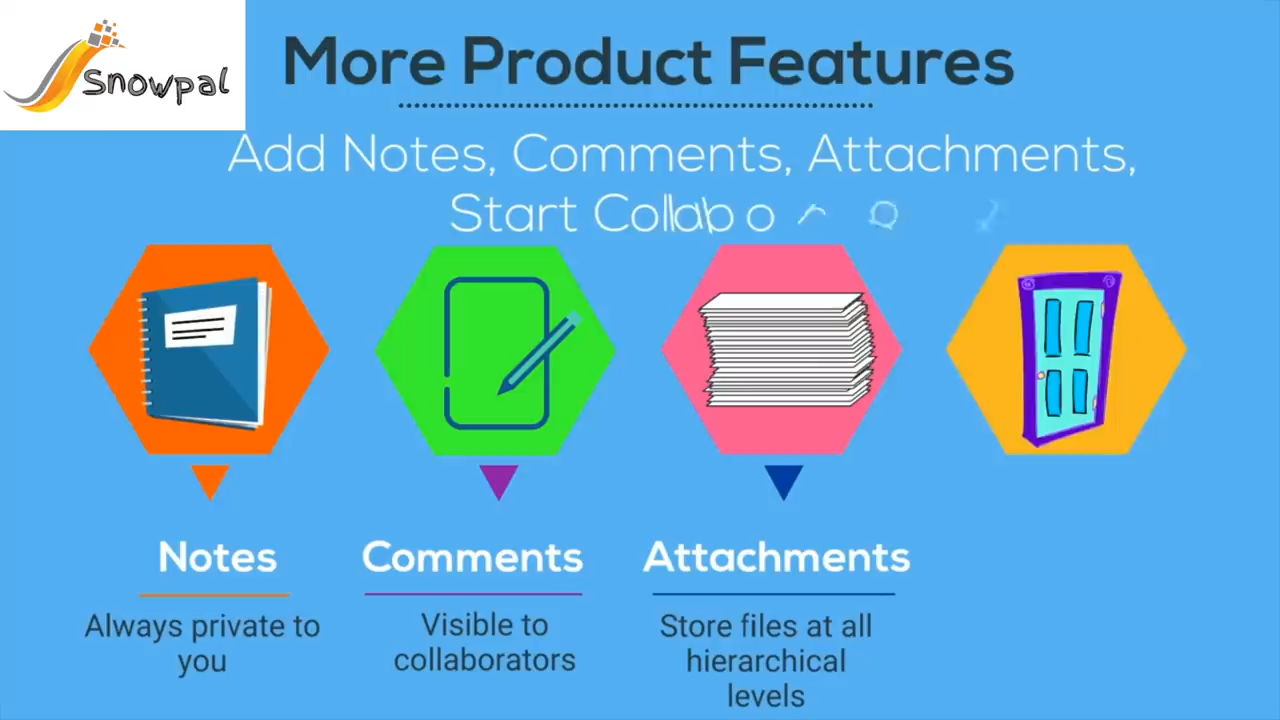 Snowpal
More Product Features
Add Notes, Comments, Attachments,
Start
Notes
Always private to
you
Comments
Visible to
collaborators
Attachments
Store files at all
hierarchical
levels